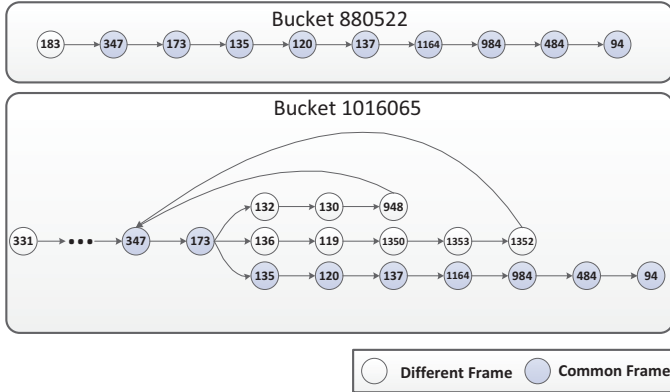 Bucket 880522
183 347 173 135 120 137 1164 984 484 94
Bucket 1016065
132 130 948
331 ••• 347 173 136 119 1350 1353 1352
135 120 137 1164 984 484 94
Different Frame Common Frame